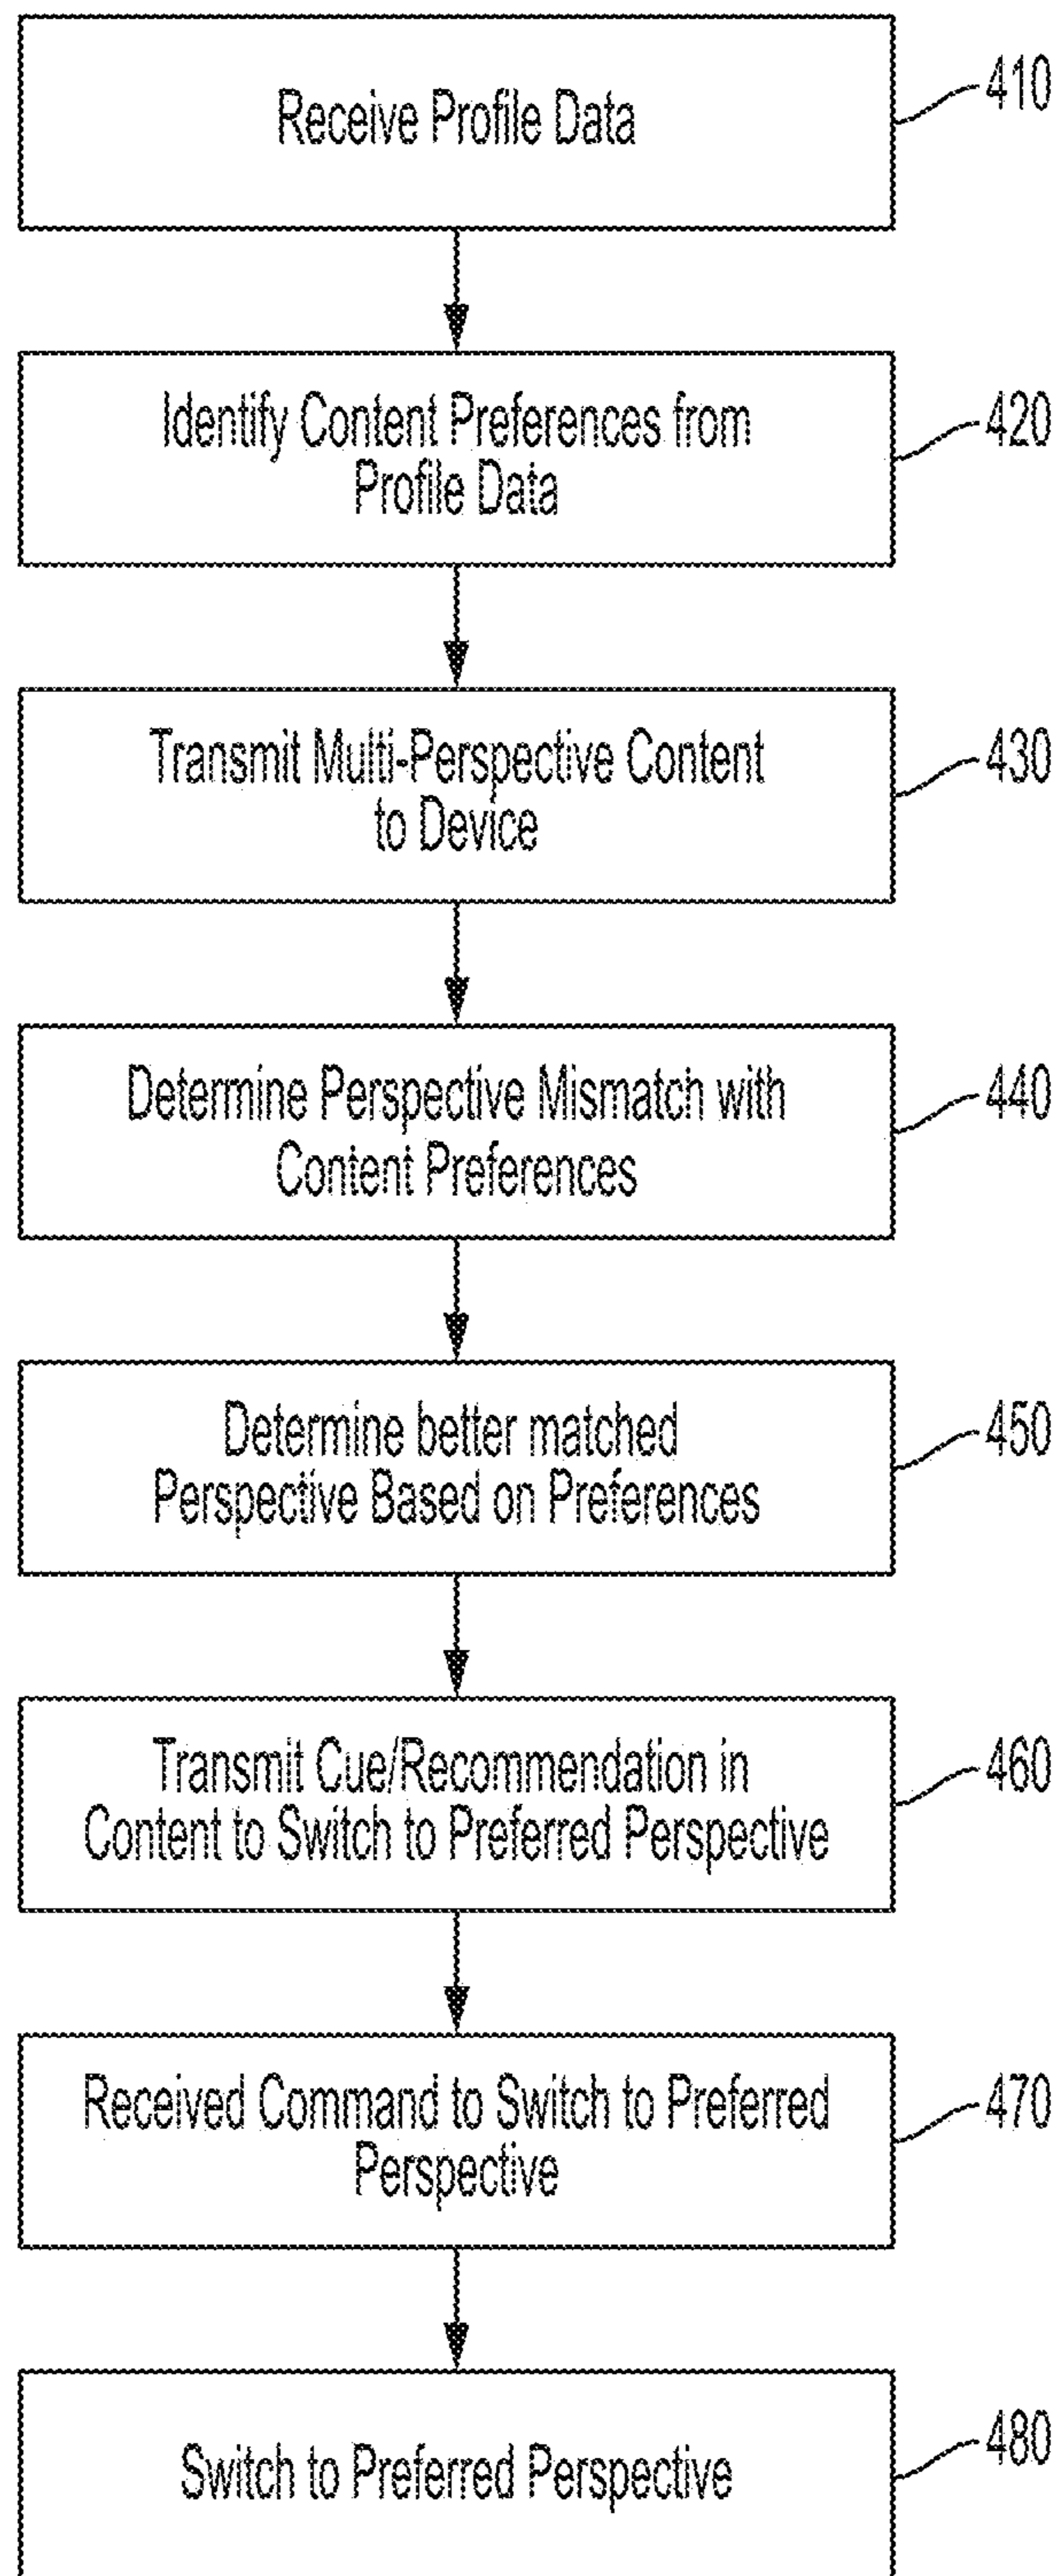 Receive Profile Data
410
Identify Content Preferences from
Profile Data
420
Transmit Multi-Perspective Content
to Device
430
Determine Perspective Mismatch with
Content Preferences
440
Determine better matched
Perspective Based on Preferences
450
Transmit Cue/Recommendation in
Content to Switch to Preferred Perspective
460
Received Command to Switch to Preferred
Perspective
470
Switch to Preferred Perspective
480